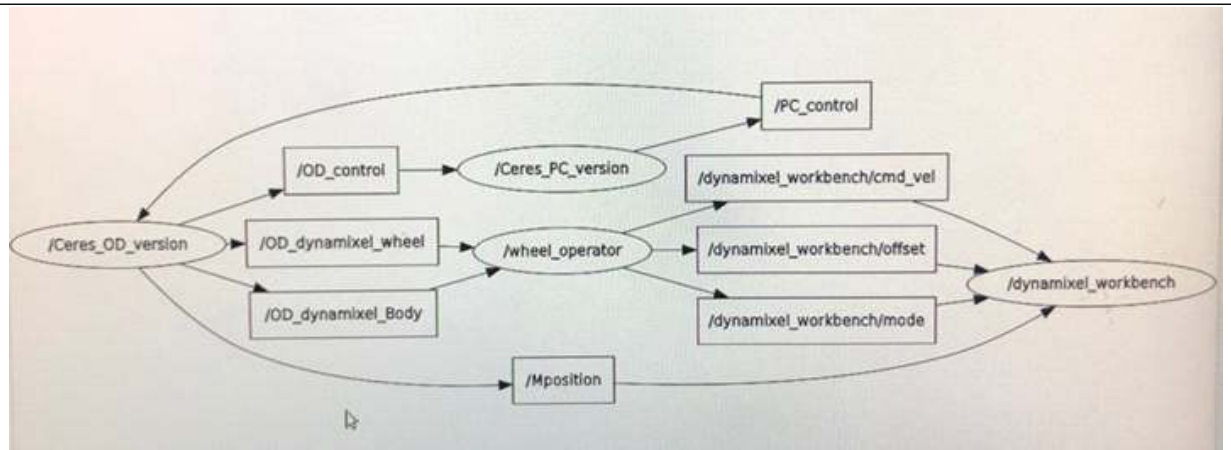 /PC_control
/OD_control
/Ceres_PC_version
/dynamixel_workbench/cmd_vel
/Ceres_OD_version
/OD_dynamixel_wheel
/wheel_operator
/dynamixel_workbench/offset
/dynamixel_workbench
/OD_dynamixel_Body
/dynamixel_workbench/mode
/Mposition